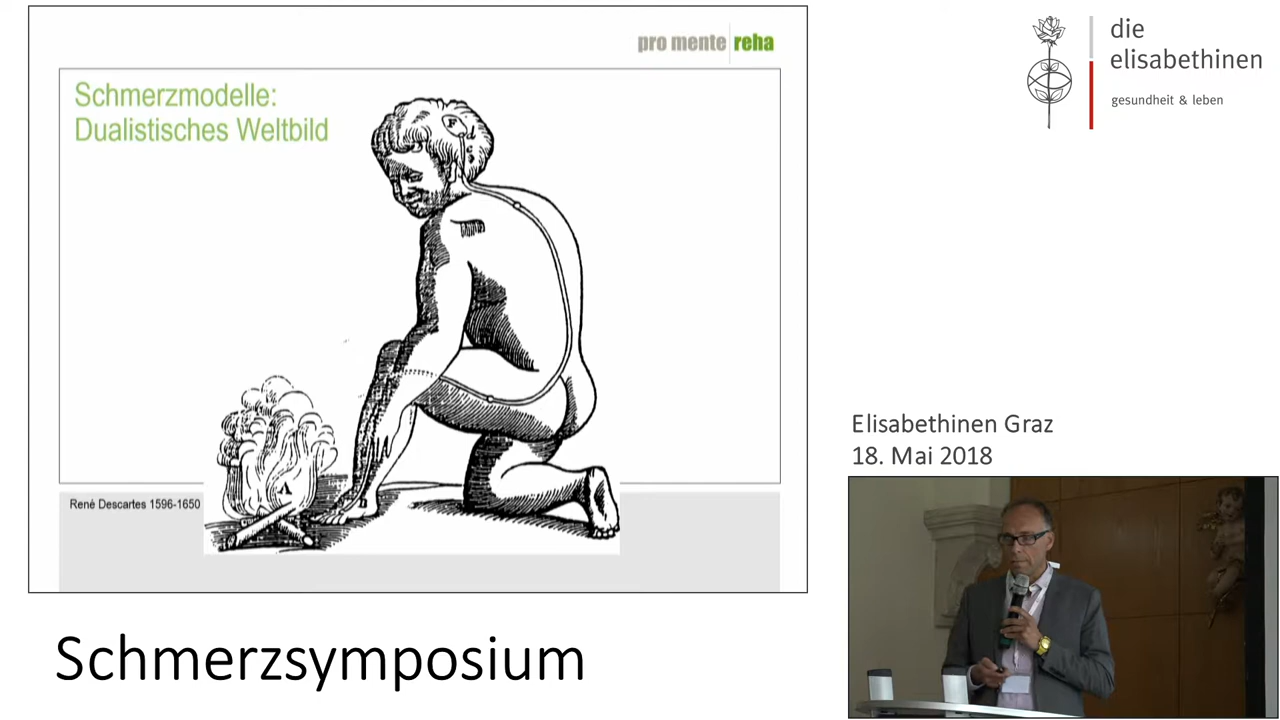 pro mente reha
Schmerzmodelle:
Dualistisches Weltbild
F
A
B
René Descartes 1596-1650
die
elisabethinen
gesundheit & leben
Elisabethinen Graz
18. Mai 2018
Schmerzsymposium